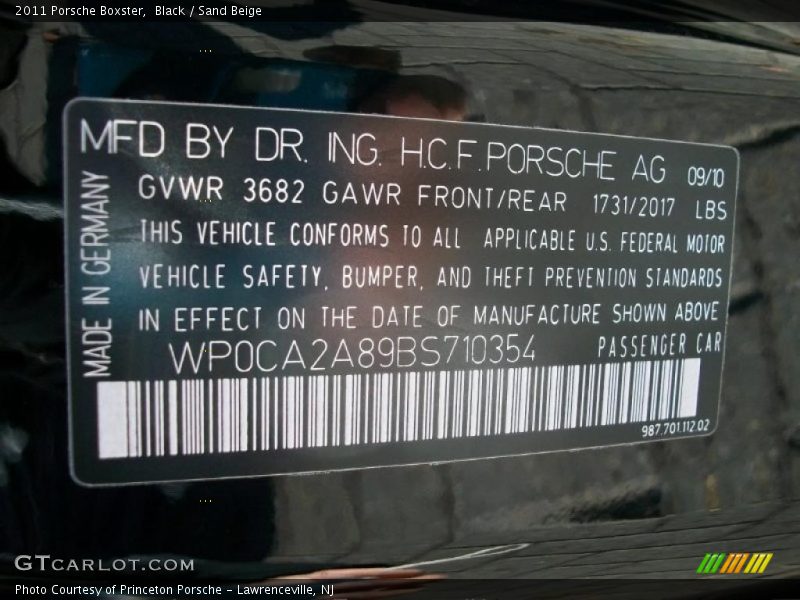 2011 Porsche Boxster,  Black / Sand Beige
MFD BY DR. ING. H.C.F.PORSCHE AG 09/10
GVWR 3682 GAWR FRONT/REAR 1731/2017 LBS
THIS VEHICLE CONFORMS TO ALL APPLICABLE U.S. FEDERAL MOTOR
VEHICLE SAFETY, BUMPER, AND THEFT PREVENTION STANDARDS
IN EFFECT ON THE DATE OF MANUFACTURE SHOWN ABOVE
WP0CA2A89BS710354 PASSENGER CAR
MADE IN GERMANY
987.701.112.02
GTCARLOT.COM
Photo Courtesy of Princeton Porsche - Lawrenceville, NJ